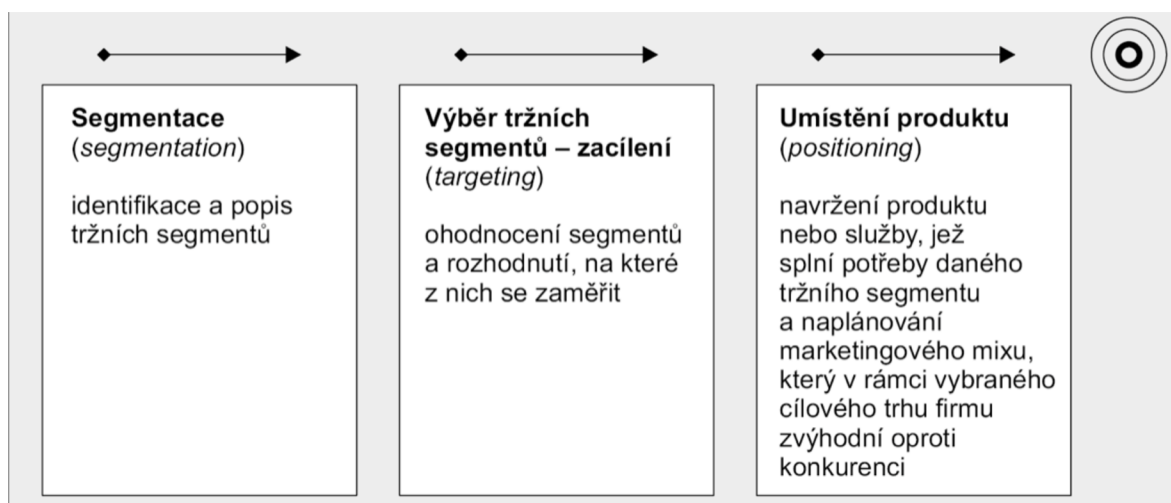 Segmentace
(segmentation)
identifikace a popis
tržních segmentů
Výběr tržních
segmentů – zacílení
(targeting)
ohodnocení segmentů
a rozhodnutí, na které
z nich se zaměřit
Umístění produktu
(positioning)
navržení produktu
nebo služby, jež
splní potřeby daného
tržního segmentu
a naplánování
marketingového mixu,
který v rámci vybraného
cílového trhu firmu
zvýhodní oproti
konkurenci